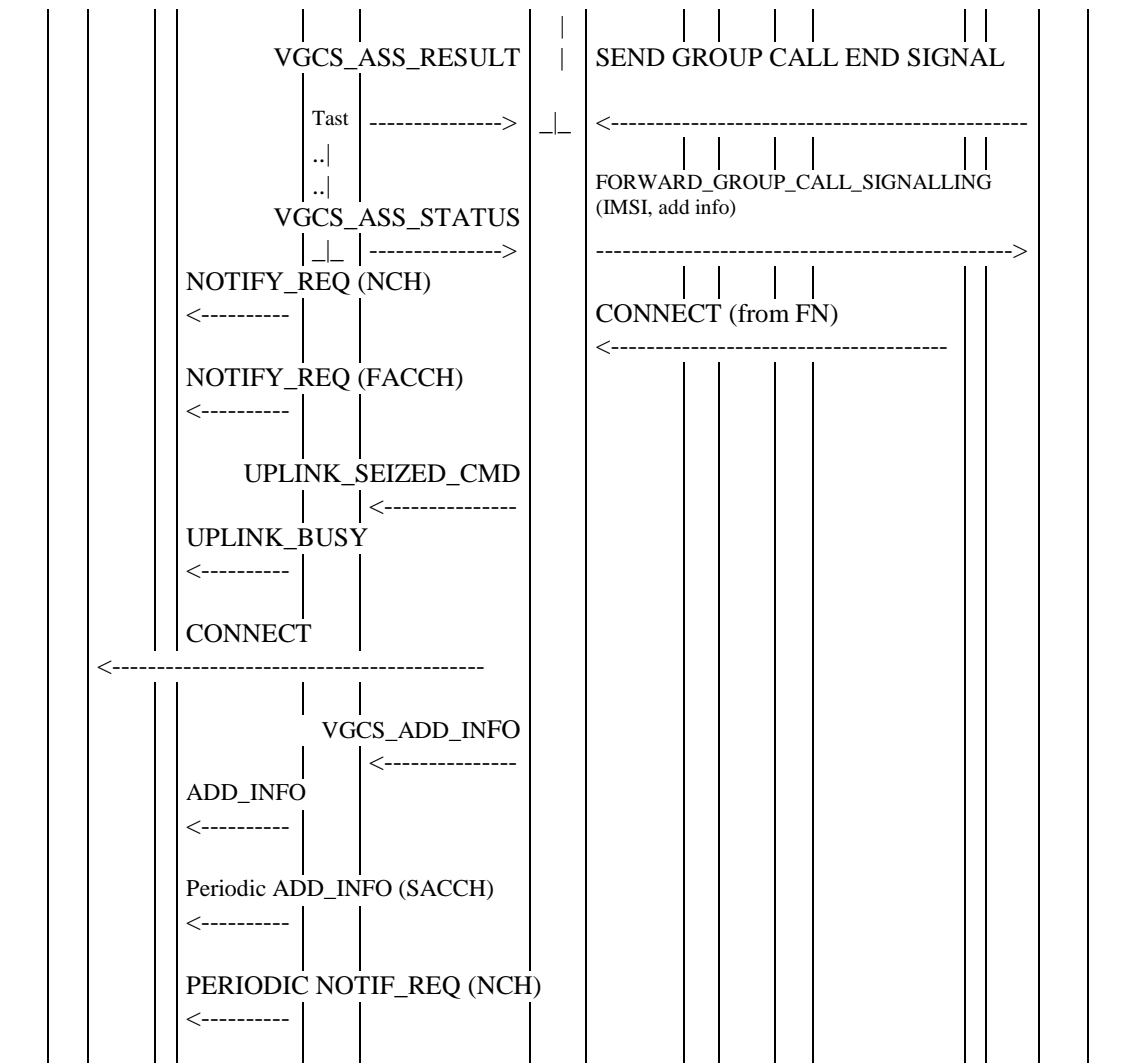 VGCS_ASS_RESULT SEND GROUP CALL END SIGNAL
Tast ---------------> _|_ <-----------------------------------------------
..|
..| FORWARD_GROUP_CALL_SIGNALLING
VGCS_ASS_STATUS (IMSI, add info)
_|_ ---------------> ----------------------------------------------->
NOTIFY_REQ (NCH)
<---------- CONNECT (from FN)
<--------------------------------------
NOTIFY_REQ (FACCH)
<----------
UPLINK_SEIZED_CMD
<---------------
UPLINK_BUSY
<----------
CONNECT
<------------------------------------------
VGCS_ADD_INFO
<---------------
ADD_INFO
<----------
Periodic ADD_INFO (SACCH)
<----------
PERIODIC NOTIF_REQ (NCH)
<----------